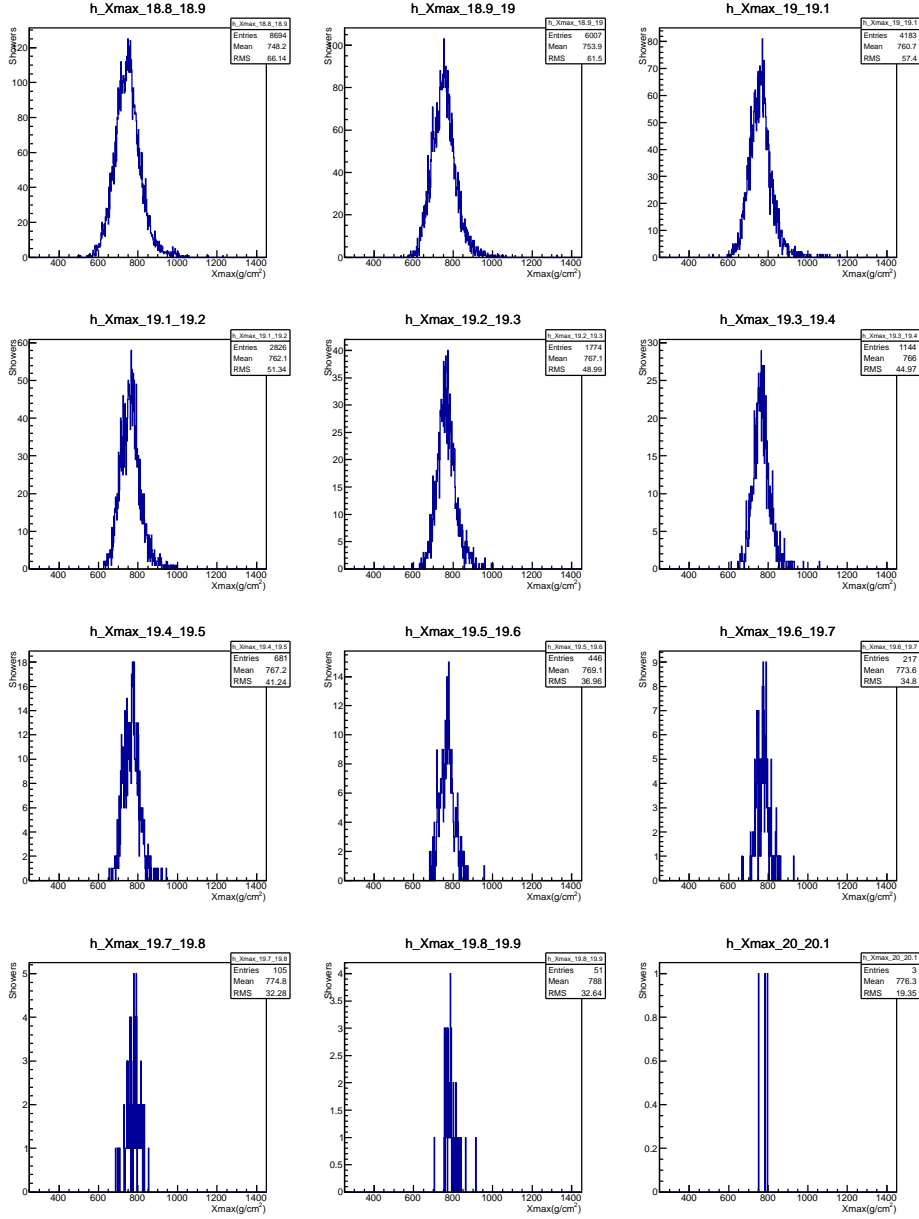 h_Xmax_18.8_18.9
h_Xmax_18.8_18.9
Entries 8694
Mean 748.2
RMS 66.14
Showers
120
100
80
60
40
20
0
400 600 800 1000 1200 1400
Xmax(g/cm2)
h_Xmax_18.9_19
h_Xmax_18.9_19
Entries 6007
Mean 753.9
RMS 61.5
Showers
100
80
60
40
20
0
400 600 800 1000 1200 1400
Xmax(g/cm2)
h_Xmax_19_19.1
h_Xmax_19_19.1
Entries 4183
Mean 760.7
RMS 57.4
Showers
80
70
60
50
40
30
20
10
0
400 600 800 1000 1200 1400
Xmax(g/cm2)
h_Xmax_19.1_19.2
h_Xmax_19.1_19.2
Entries 2826
Mean 762.1
RMS 51.34
Showers
60
50
40
30
20
10
0
400 600 800 1000 1200 1400
Xmax(g/cm2)
h_Xmax_19.2_19.3
h_Xmax_19.2_19.3
Entries 1774
Mean 767.1
RMS 48.99
Showers
40
35
30
25
20
15
10
5
0
400 600 800 1000 1200 1400
Xmax(g/cm2)
h_Xmax_19.3_19.4
h_Xmax_19.3_19.4
Entries 1144
Mean 766
RMS 44.97
Showers
30
25
20
15
10
5
0
400 600 800 1000 1200 1400
Xmax(g/cm2)
h_Xmax_19.4_19.5
h_Xmax_19.4_19.5
Entries 681
Mean 767.2
RMS 41.24
Showers
18
16
14
12
10
8
6
4
2
0
400 600 800 1000 1200 1400
Xmax(g/cm2)
h_Xmax_19.5_19.6
h_Xmax_19.5_19.6
Entries 446
Mean 769.1
RMS 36.96
Showers
14
12
10
8
6
4
2
0
400 600 800 1000 1200 1400
Xmax(g/cm2)
h_Xmax_19.6_19.7
h_Xmax_19.6_19.7
Entries 217
Mean 773.6
RMS 34.8
Showers
9
8
7
6
5
4
3
2
1
0
400 600 800 1000 1200 1400
Xmax(g/cm2)
h_Xmax_19.7_19.8
h_Xmax_19.7_19.8
Entries 105
Mean 774.8
RMS 32.28
Showers
5
4
3
2
1
0
400 600 800 1000 1200 1400
Xmax(g/cm2)
h_Xmax_19.8_19.9
h_Xmax_19.8_19.9
Entries 51
Mean 788
RMS 32.64
Showers
4
3.5
3
2.5
2
1.5
1
0.5
0
400 600 800 1000 1200 1400
Xmax(g/cm2)
h_Xmax_20_20.1
h_Xmax_20_20.1
Entries 3
Mean 776.3
RMS 19.35
Showers
1
0.8
0.6
0.4
0.2
0
400 600 800 1000 1200 1400
Xmax(g/cm2)